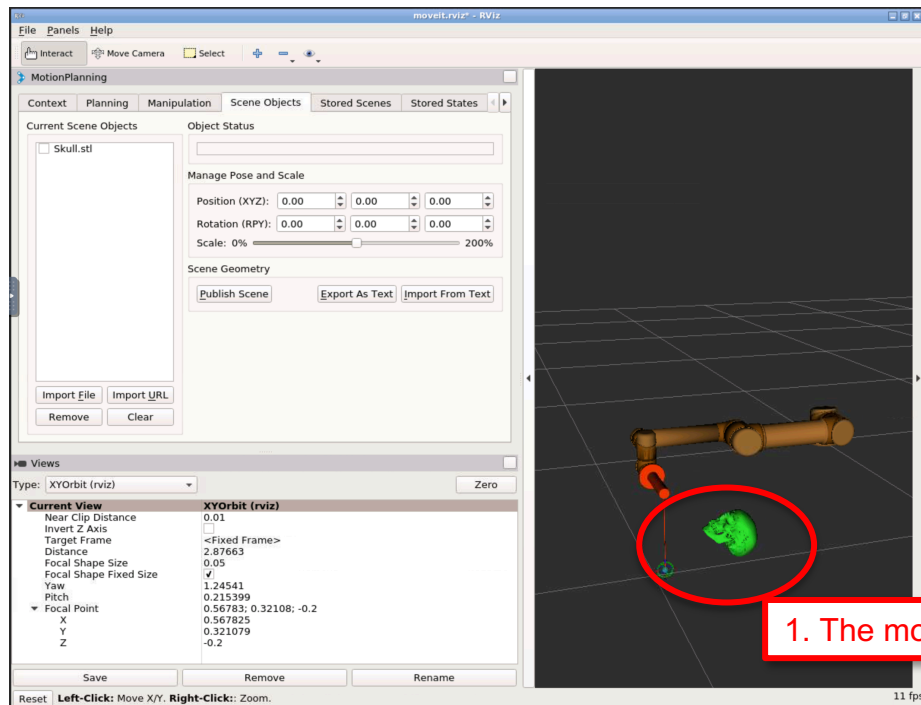 moveit.rviz* - RViz
File Panels Help
Interact Move Camera Select
MotionPlanning
Context Planning Manipulation Scene Objects Stored Scenes Stored States
Current Scene Objects
Skull.stl
Import File Import URL
Remove Clear
Object Status
Manage Pose and Scale
Position (XYZ): 0.00 0.00 0.00
Rotation (RPY): 0.00 0.00 0.00
Scale: 0% 200%
Scene Geometry
Publish Scene Export As Text Import From Text
Views
Type: XYOrbit (rviz) Zero
Current View XYOrbit (rviz)
Near Clip Distance 0.01
Invert Z Axis
Target Frame <Fixed Frame>
Distance 2.87663
Focal Shape Size 0.05
Focal Shape Fixed Size
Yaw 1.24541
Pitch 0.215399
Focal Point 0.56783; 0.32108; -0.2
X 0.567825
Y 0.321079
Z -0.2
Save Remove Rename
Reset Left-Click: Move X/Y. Right-Click:: Zoom.
11 fps
1. The mo